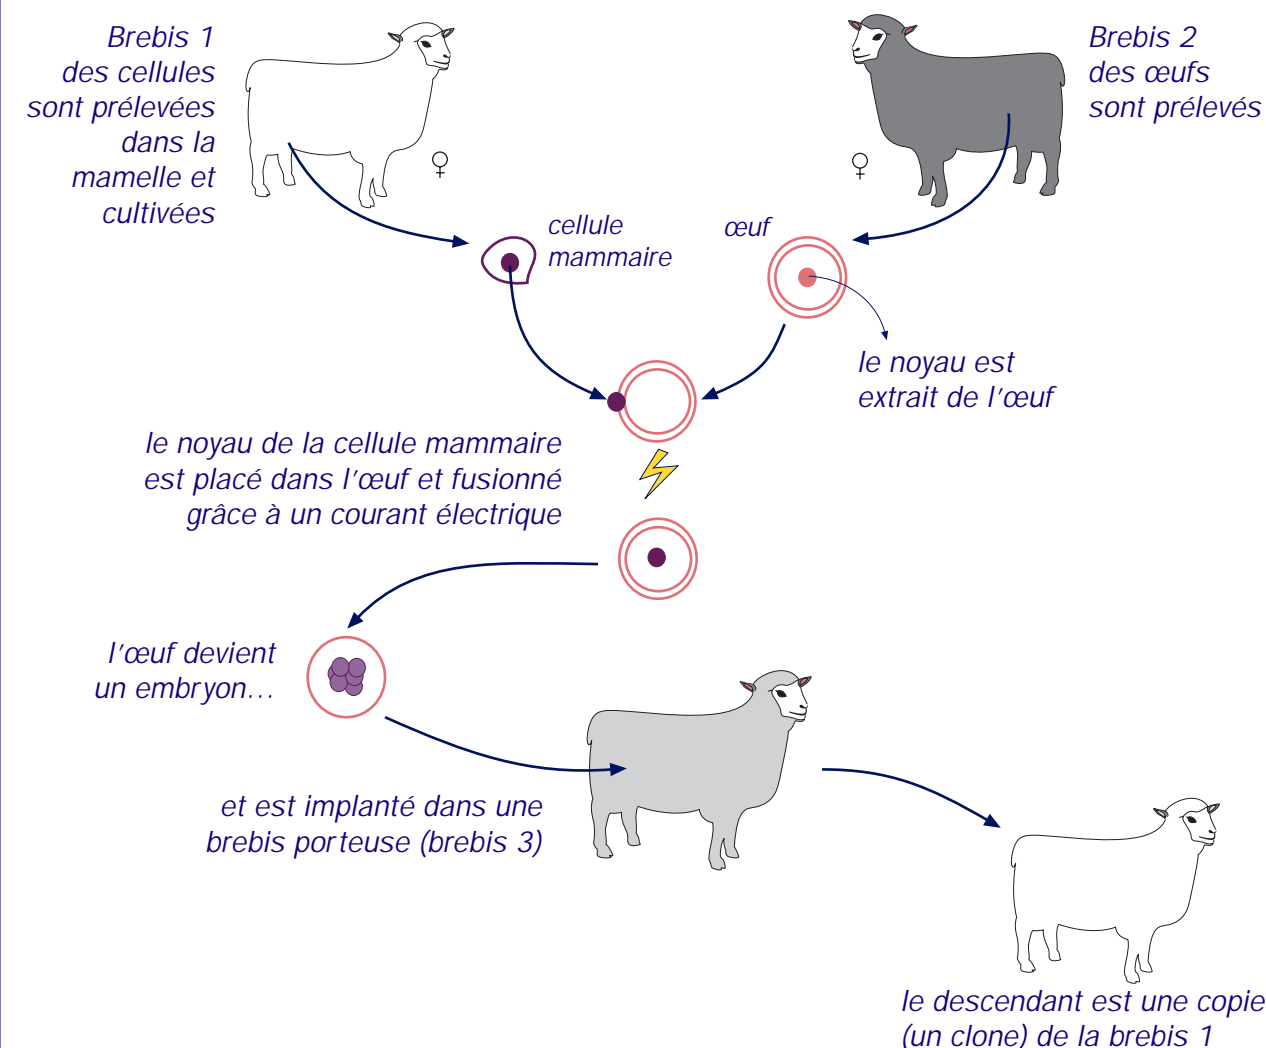 Brebis 1
des cellules
sont prélevées
dans la
mamelle et
cultivées
Brebis 2
des œufs
sont prélevés
cellule
mammaire
œuf
le noyau est
extrait de l'œuf
le noyau de la cellule mammaire
est placé dans l'œuf et fusionné
grâce à un courant électrique
l'œuf devient
un embryon...
et est implanté dans une
brebis porteuse (brebis 3)
le descendant est une copie
(un clone) de la brebis 1